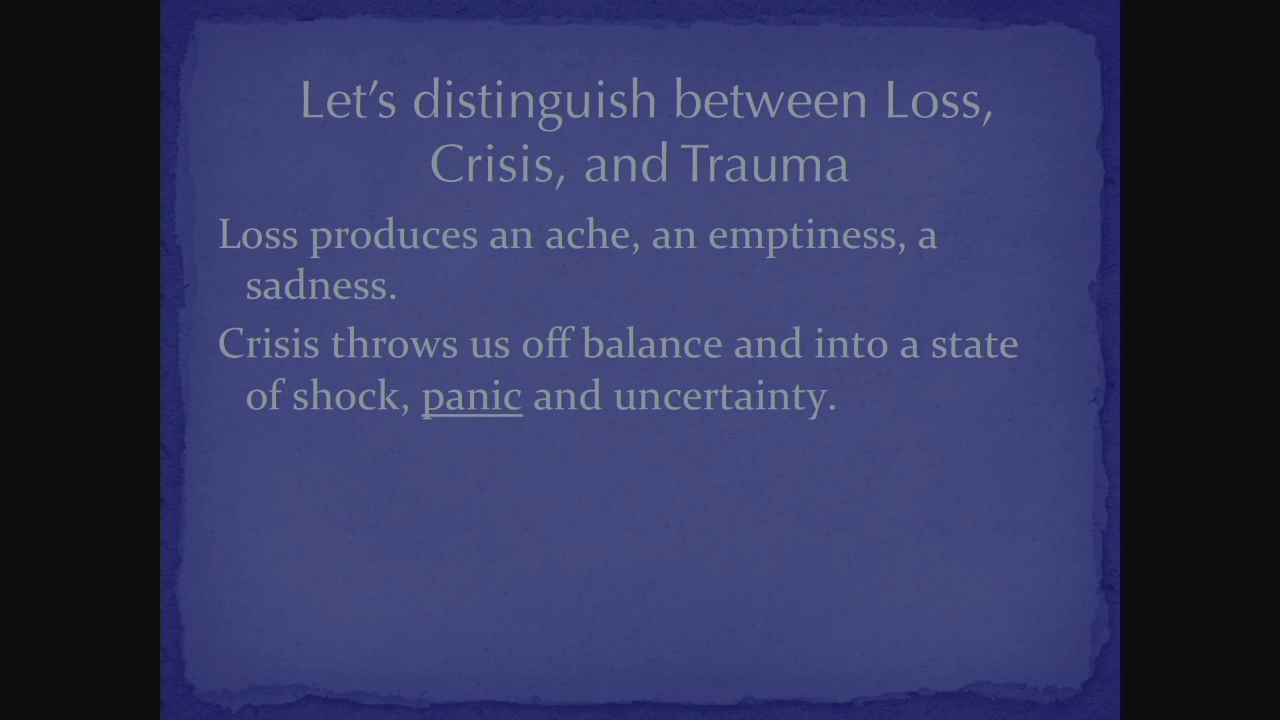 Let’s distinguish between Loss,
Crisis, and Trauma
Loss produces an ache, an emptiness, a
sadness.
Crisis throws us off balance and into a state
of shock, panic and uncertainty.